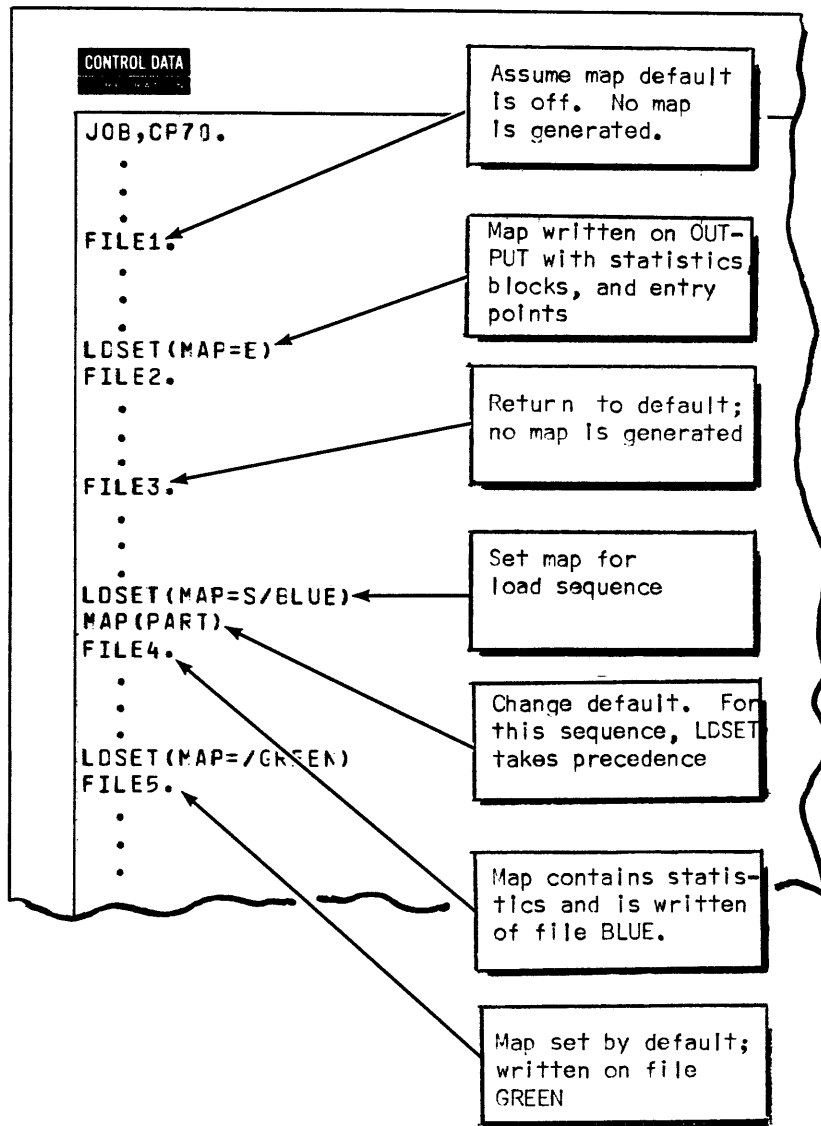 CONTROL DATA
JOB,CP70.
FILE1.
LDSET(MAP=E)
FILE2.
FILE3.
LDSET(MAP=S/BLUE)
MAP(PART)
FILE4.
LDSET(MAP=/GREEN)
FILE5.
Assume map default
is off. No map
is generated.
Map written on OUT-
PUT with statistics,
blocks, and entry
points
Return to default;
no map is generated
Set map for
load sequence
Change default. For
this sequence, LDSET
takes precedence
Map contains statis-
tics and is written
of file BLUE.
Map set by default;
written on file
GREEN